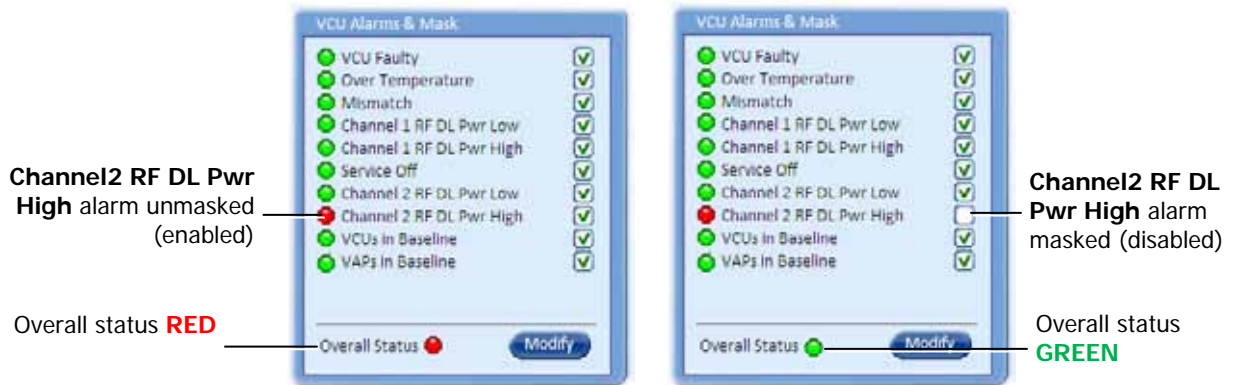 VCU Alarms & Mask
VCU Faulty
Over Temperature
Mismatch
Channel 1 RF DL Pwr Low
Channel 1 RF DL Pwr High
Service Off
Channel 2 RF DL Pwr Low
Channel 2 RF DL Pwr High
VCUs in Baseline
VAPs in Baseline
Overall Status
Modify
Channel2 RF DL Pwr
High alarm unmasked
(enabled)
Overall status RED
VCU Alarms & Mask
VCU Faulty
Over Temperature
Mismatch
Channel 1 RF DL Pwr Low
Channel 1 RF DL Pwr High
Service Off
Channel 2 RF DL Pwr Low
Channel 2 RF DL Pwr High
VCUs in Baseline
VAPs in Baseline
Overall Status
Modify
Channel2 RF DL
Pwr High alarm
masked (disabled)
Overall status
GREEN